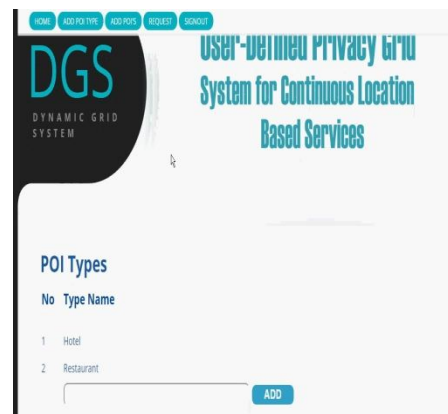 HOME ADD POI TYPE ADD POI'S REQUEST SIGNOUT
DGS
DYNAMIC GRID
SYSTEM
User-Defined Privacy Grid
System for Continuous Location
Based Services
POI Types
No Type Name
1 Hotel
2 Restaurant
ADD